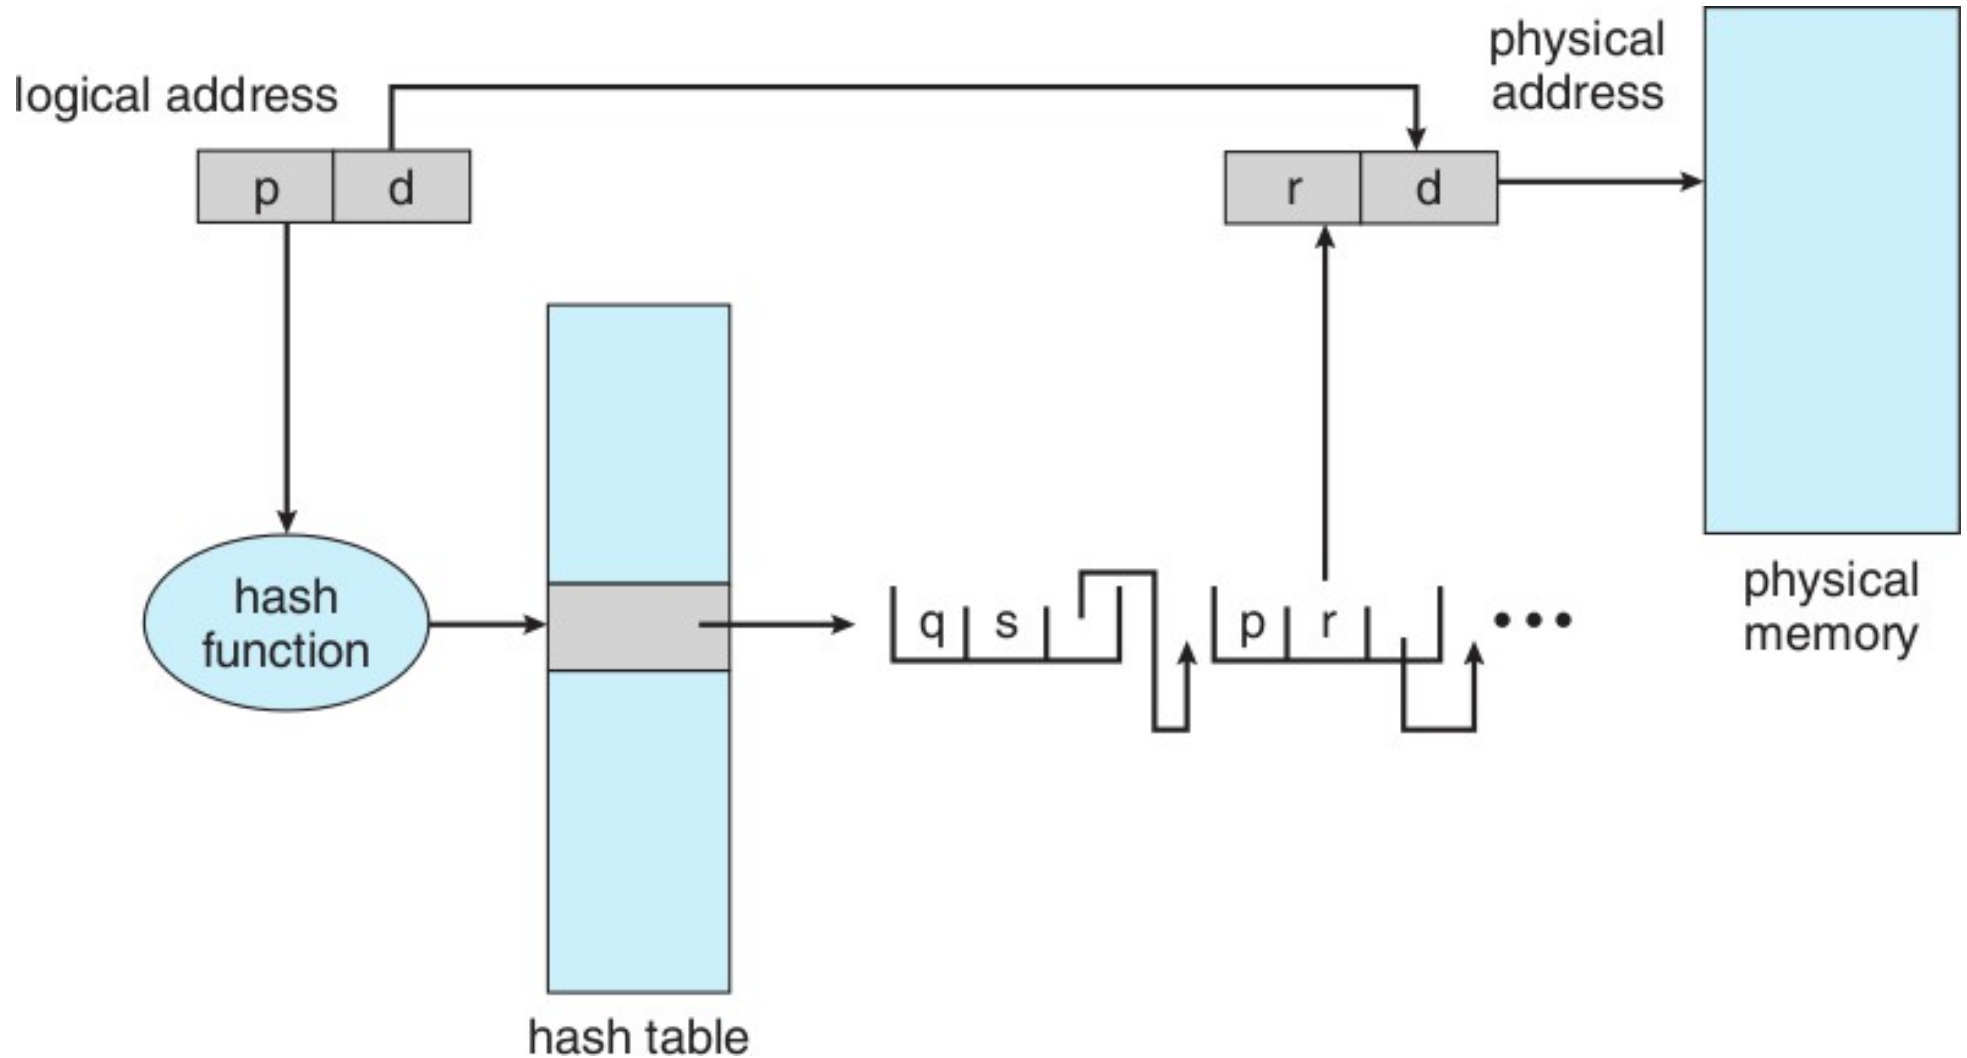 logical address
physical
address
p d
r d
hash
function
q s
p r
physical
memory
hash table